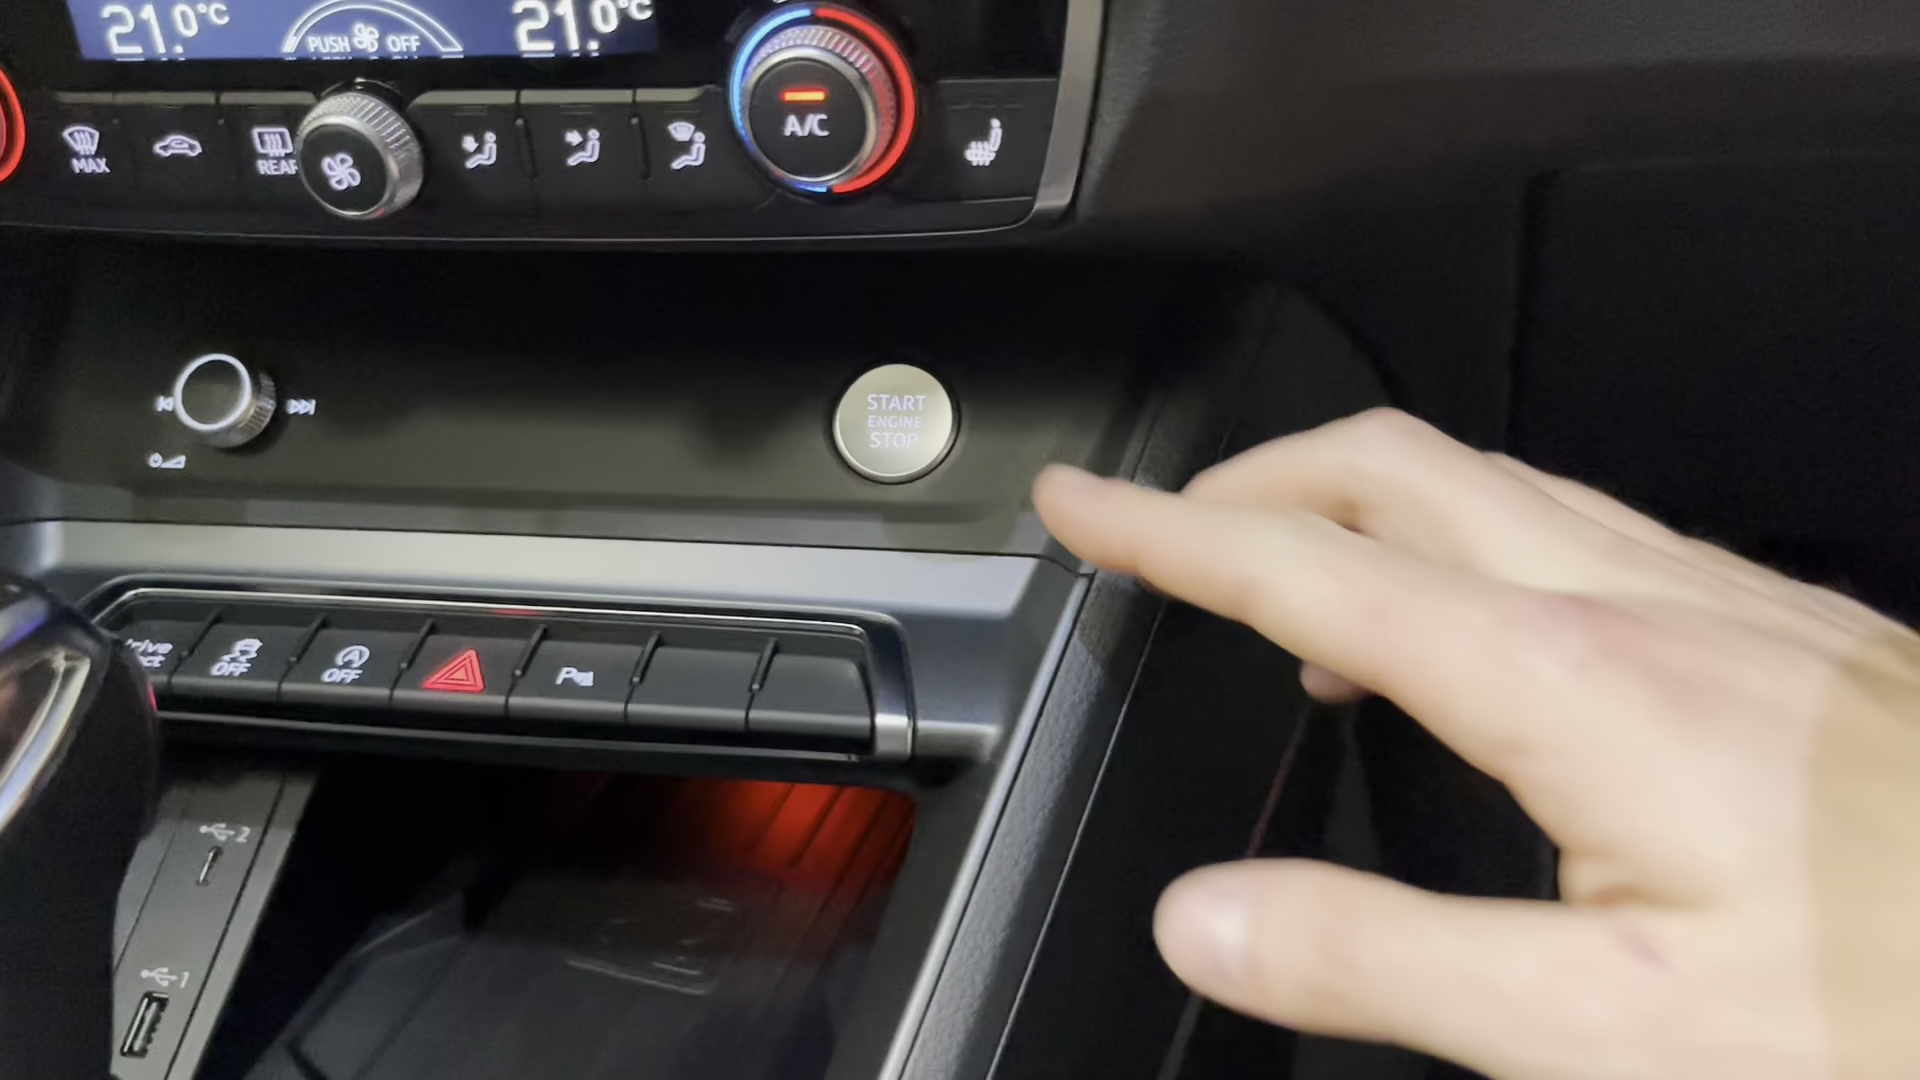 21.0°C
PUSH OFF
21.0°C
MAX
REAR
A/C
START
ENGINE
STOP
OFF
OFF
P
2
1